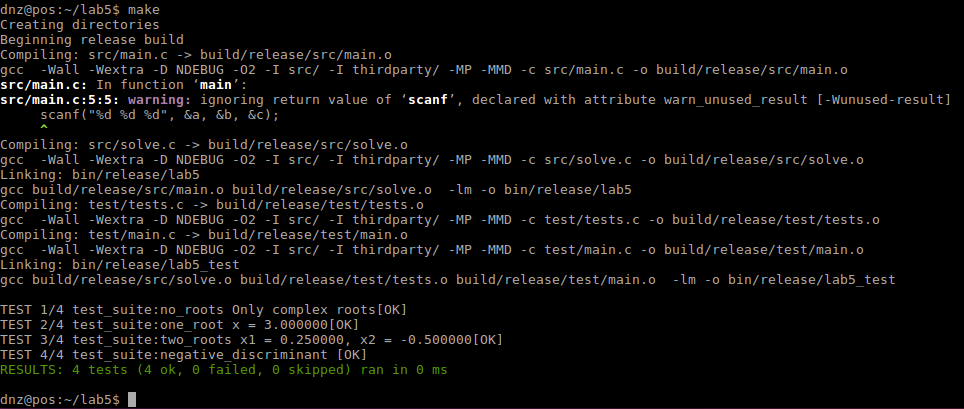 dnz@pos:~/lab5$ make
Creating directories
Beginning release build
Compiling: src/main.c -> build/release/src/main.o
gcc  -Wall -Wextra -D NDEBUG -O2 -I src/ -I thirdparty/ -MP -MMD -c src/main.c -o build/release/src/main.o
src/main.c: In function ‘main’:
src/main.c:5:5: warning: ignoring return value of ‘scanf’, declared with attribute warn_unused_result [-Wunused-result]
     scanf("%d %d %d", &a, &b, &c);
     ^
Compiling: src/solve.c -> build/release/src/solve.o
gcc  -Wall -Wextra -D NDEBUG -O2 -I src/ -I thirdparty/ -MP -MMD -c src/solve.c -o build/release/src/solve.o
Linking: bin/release/lab5
gcc build/release/src/main.o build/release/src/solve.o  -lm -o bin/release/lab5
Compiling: test/tests.c -> build/release/test/tests.o
gcc  -Wall -Wextra -D NDEBUG -O2 -I src/ -I thirdparty/ -MP -MMD -c test/tests.c -o build/release/test/tests.o
Compiling: test/main.c -> build/release/test/main.o
gcc  -Wall -Wextra -D NDEBUG -O2 -I src/ -I thirdparty/ -MP -MMD -c test/main.c -o build/release/test/main.o
Linking: bin/release/lab5_test
gcc build/release/src/solve.o build/release/test/tests.o build/release/test/main.o  -lm -o bin/release/lab5_test

TEST 1/4 test_suite:no_roots Only complex roots[OK]
TEST 2/4 test_suite:one_root x = 3.000000[OK]
TEST 3/4 test_suite:two_roots x1 = 0.250000, x2 = -0.500000[OK]
TEST 4/4 test_suite:negative_discriminant [OK]
RESULTS: 4 tests (4 ok, 0 failed, 0 skipped) ran in 0 ms

dnz@pos:~/lab5$